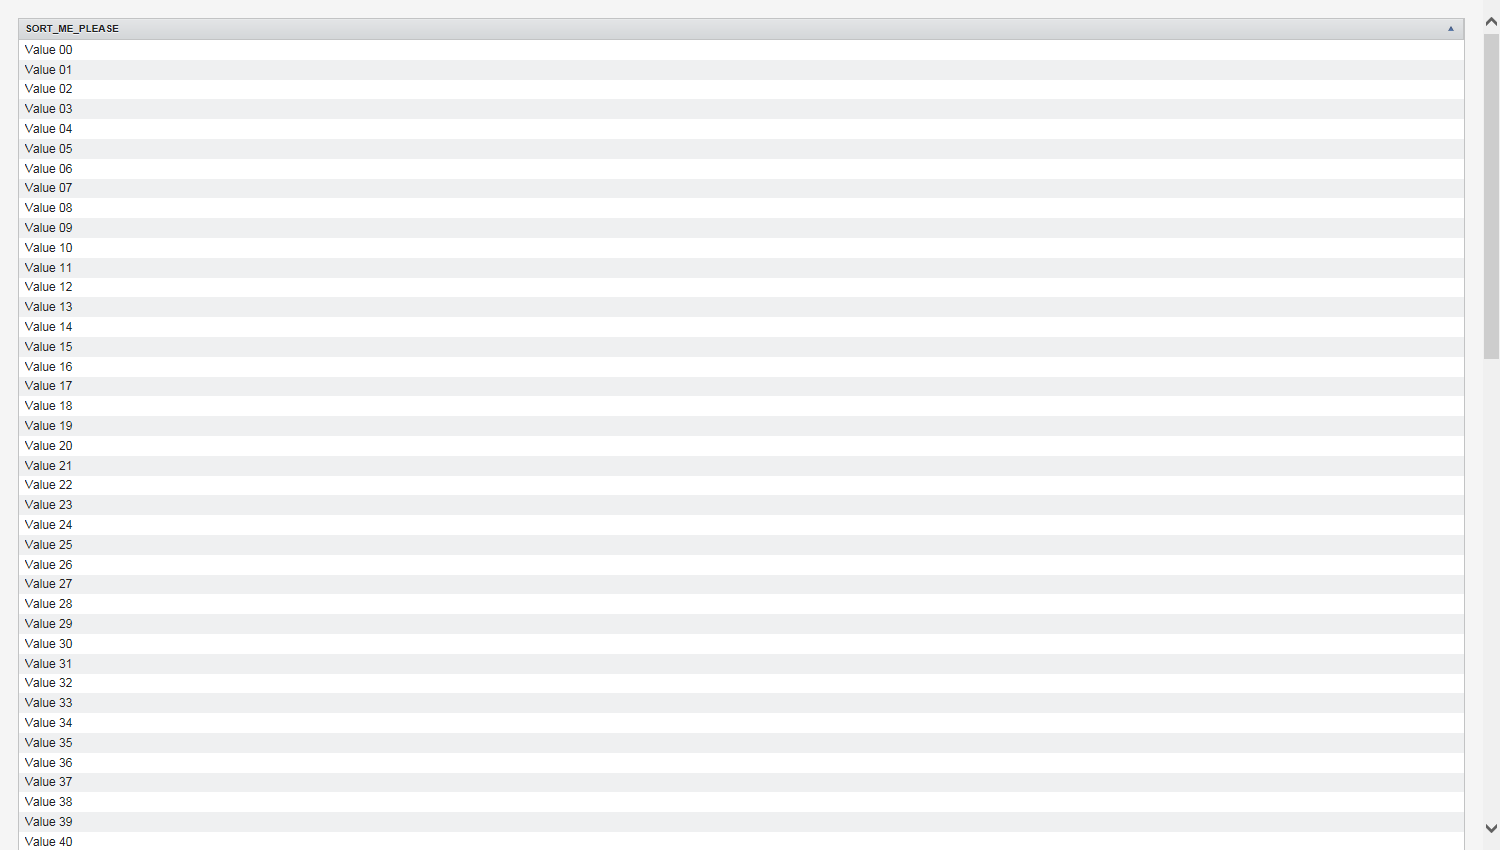 SORT_ME_PLEASE
Value 00
Value 01
Value 02
Value 03
Value 04
Value 05
Value 06
Value 07
Value 08
Value 09
Value 10
Value 11
Value 12
Value 13
Value 14
Value 15
Value 16
Value 17
Value 18
Value 19
Value 20
Value 21
Value 22
Value 23
Value 24
Value 25
Value 26
Value 27
Value 28
Value 29
Value 30
Value 31
Value 32
Value 33
Value 34
Value 35
Value 36
Value 37
Value 38
Value 39
Value 40